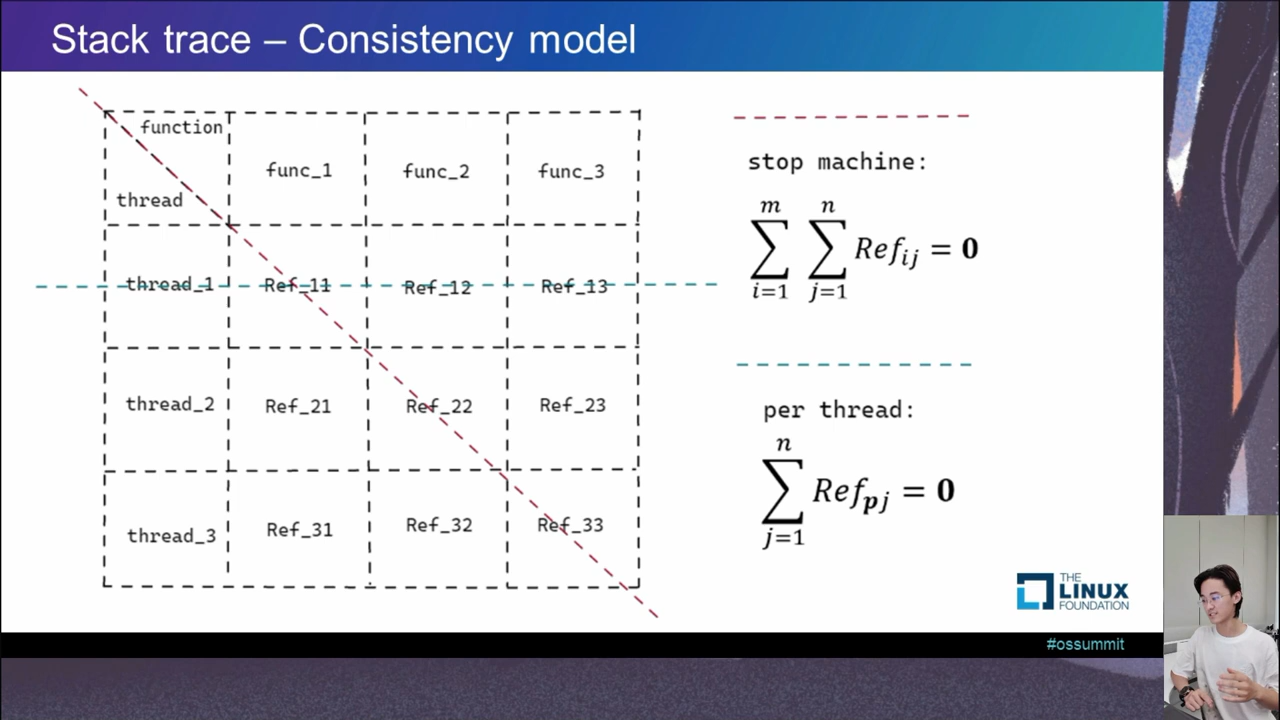 Stack trace – Consistency model
function
thread
func_1 func_2 func_3
thread_1 Ref_11 Ref_12 Ref_13
thread_2 Ref_21 Ref_22 Ref_23
thread_3 Ref_31 Ref_32 Ref_33
stop machine:
m n
∑ ∑ Ref_ij = 0
i=1 j=1
per thread:
n
∑ Ref_pj = 0
j=1
THE
LINUX
FOUNDATION
#ossummit